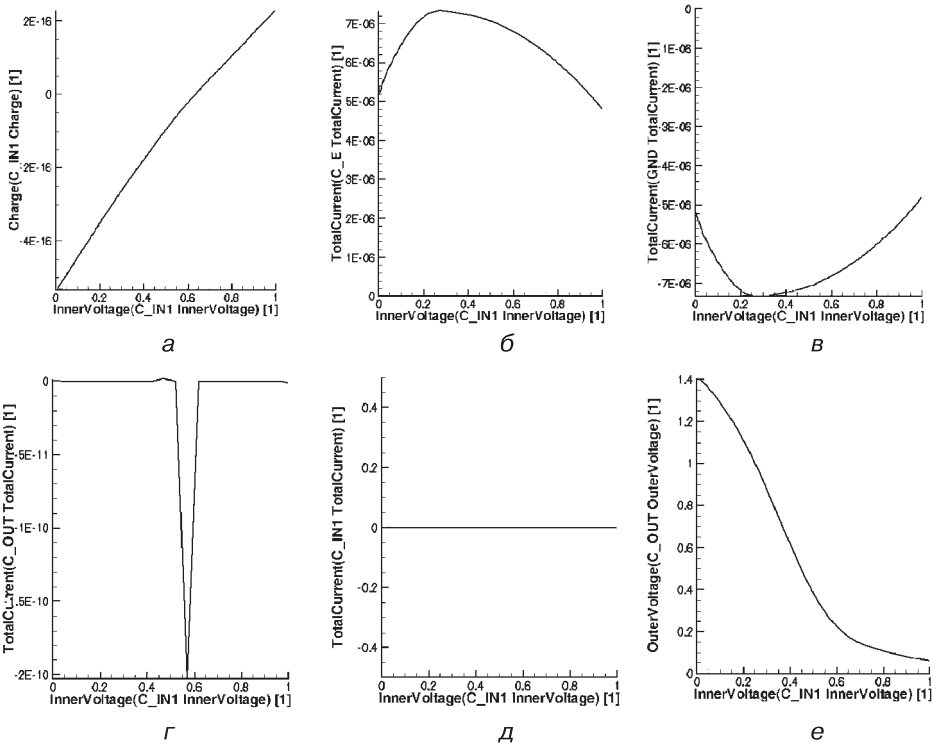 Charge(C_IN1 Charge) [1]
2E-16
0
-2E-16
-4E-16
0 0.2 0.4 0.6 0.8 1
InnerVoltage(C_IN1 InnerVoltage) [1]
а
TotalCurrent(C_E TotalCurrent) [1]
7E-06
6E-06
5E-06
4E-06
3E-06
2E-06
1E-06
0
0 0.2 0.4 0.6 0.8 1
InnerVoltage(C_IN1 InnerVoltage) [1]
б
TotalCurrent(GND TotalCurrent) [1]
0
-1E-06
-2E-06
-3E-06
-4E-06
-5E-06
-6E-06
-7E-06
0 0.2 0.4 0.6 0.8 1
InnerVoltage(C_IN1 InnerVoltage) [1]
в
TotalCurrent(C_OUT TotalCurrent) [1]
0
-5E-11
-1E-10
-1.5E-10
-2E-10
0 0.2 0.4 0.6 0.8 1
InnerVoltage(C_IN1 InnerVoltage) [1]
г
TotalCurrent(C_IN1 TotalCurrent) [1]
0.4
0.2
0
-0.2
-0.4
0 0.2 0.4 0.6 0.8 1
InnerVoltage(C_IN1 InnerVoltage) [1]
д
OuterVoltage(C_OUT OuterVoltage) [1]
1.4
1.2
1
0.8
0.6
0.4
0.2
0
0 0.2 0.4 0.6 0.8 1
InnerVoltage(C_IN1 InnerVoltage) [1]
е